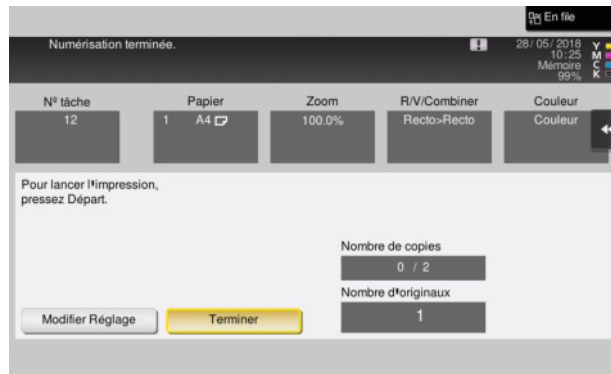 En file
Numérisation terminée.
28/05/2018
10:25
Mémoire
99%
Y
M
C
K
Nº tâche
Papier
Zoom
R/V/Combiner
Couleur
12
1 A4
100.0%
Recto>Recto
Couleur
Pour lancer l'impression,
pressez Départ.
Nombre de copies
0 / 2
Nombre d'originaux
1
Modifier Réglage
Terminer